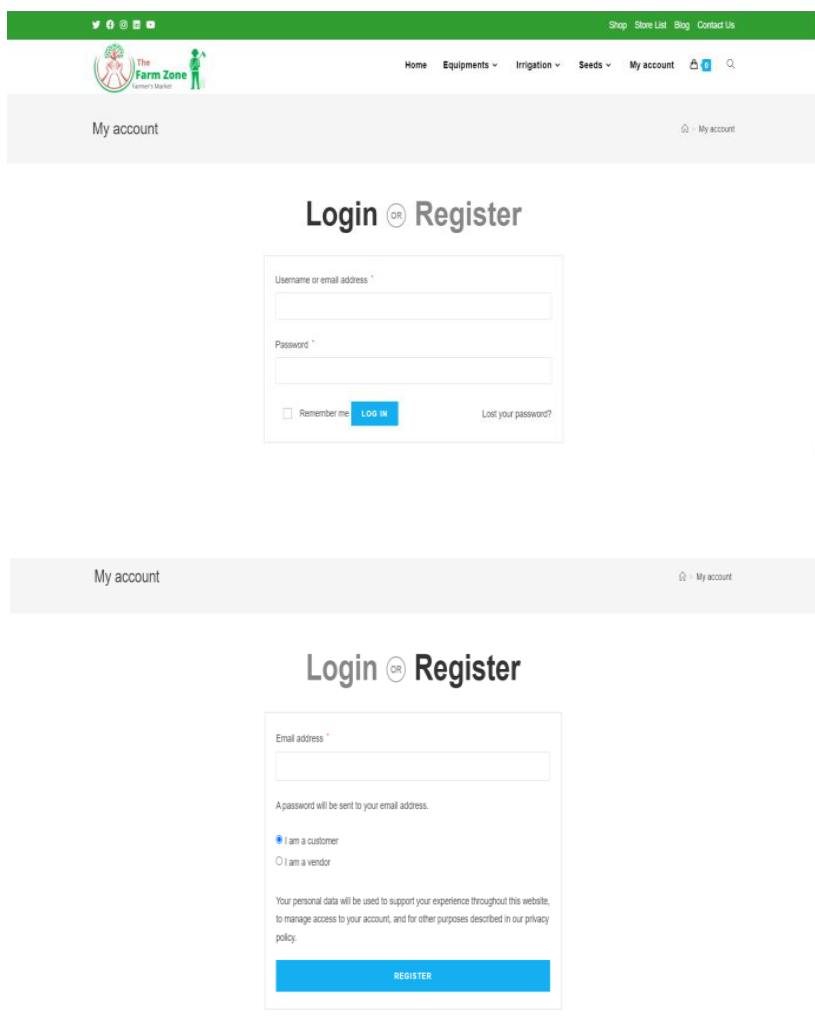 Shop Store List Blog Contact Us
The
Farm Zone
Farmer's Market
Home Equipments Irrigation Seeds My account 0
My account
> My account
Login OR Register
Username or email address *
Password *
Remember me LOG IN Lost your password?
My account
> My account
Login OR Register
Email address *
A password will be sent to your email address.
I am a customer
I am a vendor
Your personal data will be used to support your experience throughout this website,
to manage access to your account, and for other purposes described in our privacy
policy.
REGISTER